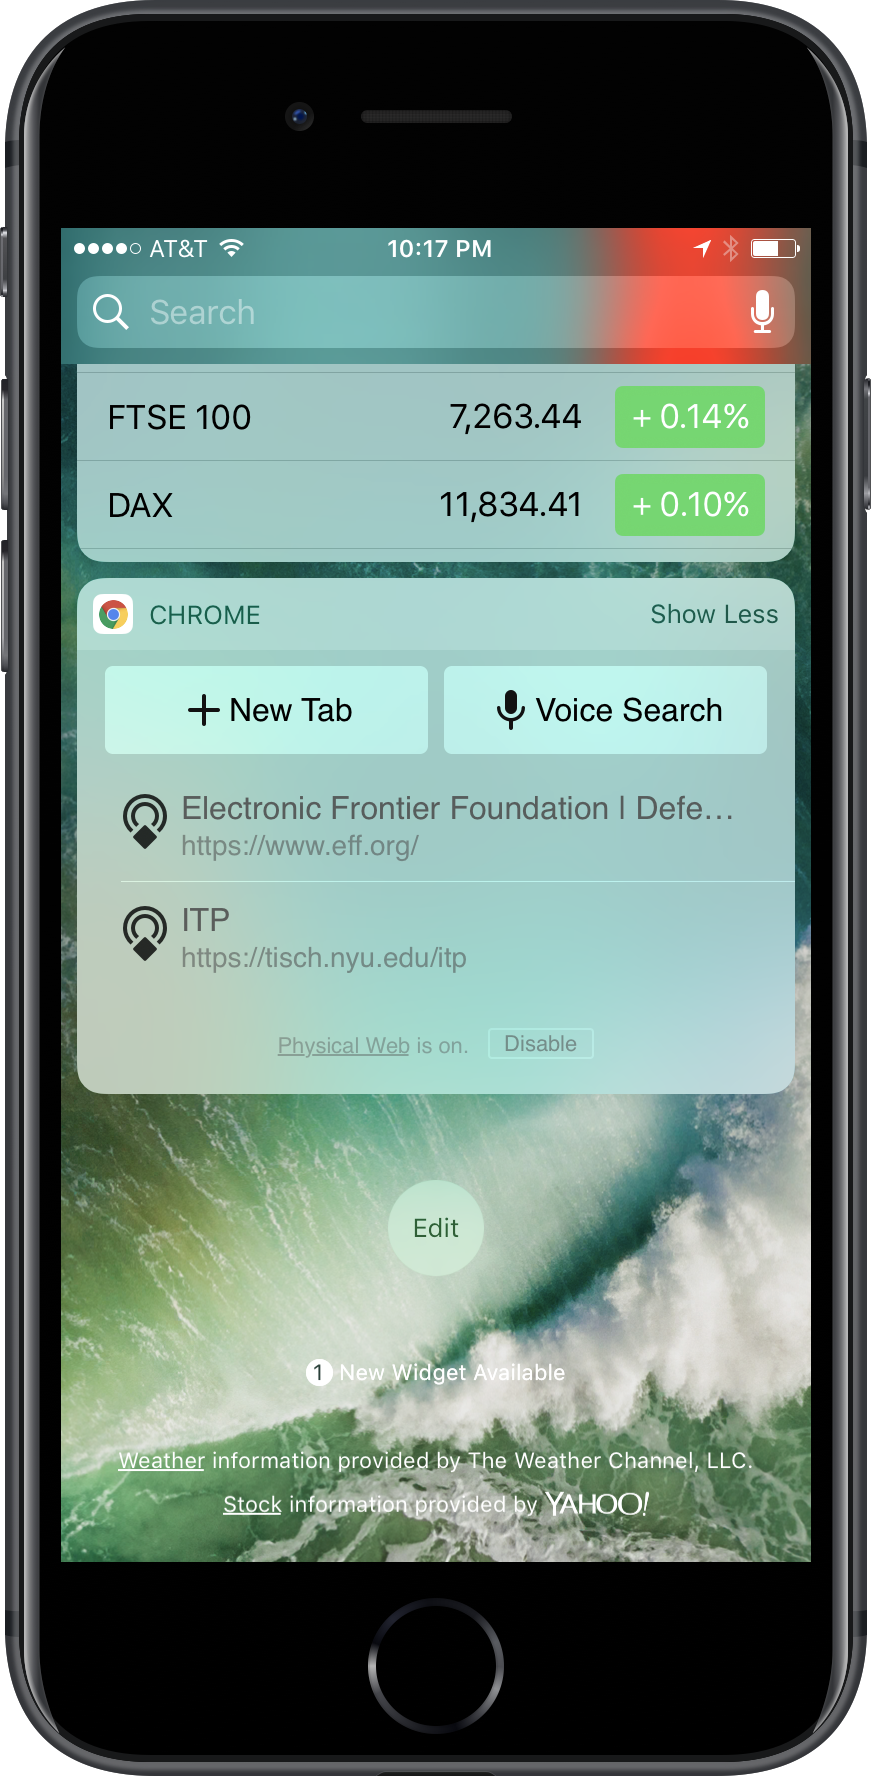 AT&T 10:17 PM
Search
FTSE 100 7,263.44 + 0.14%
DAX 11,834.41 + 0.10%
CHROME Show Less
New Tab Voice Search
Electronic Frontier Foundation | Defe…
https://www.eff.org/
ITP
https://tisch.nyu.edu/itp
Physical Web is on. Disable
Edit
1 New Widget Available
Weather information provided by The Weather Channel, LLC.
Stock information provided by YAHOO!